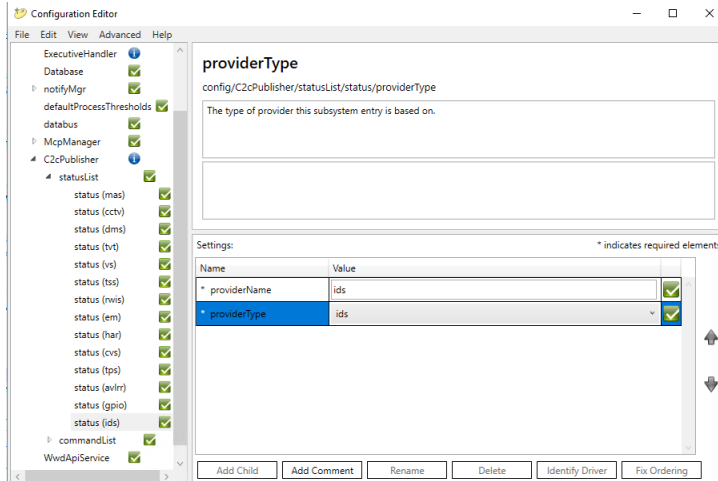 Configuration Editor
File Edit View Advanced Help
ExecutiveHandler
Database
notifyMgr
defaultProcessThresholds
databus
McpManager
C2cPublisher
statusList
status (mas)
status (cctv)
status (dms)
status (tvt)
status (vs)
status (tss)
status (rwis)
status (em)
status (har)
status (cvs)
status (tps)
status (avlrr)
status (gpio)
status (ids)
commandList
WwdApiService
providerType
config/C2cPublisher/statusList/status/providerType
The type of provider this subsystem entry is based on.
Settings: * indicates required elements
Name Value
* providerName ids
* providerType ids
Add Child Add Comment Rename Delete Identify Driver Fix Ordering